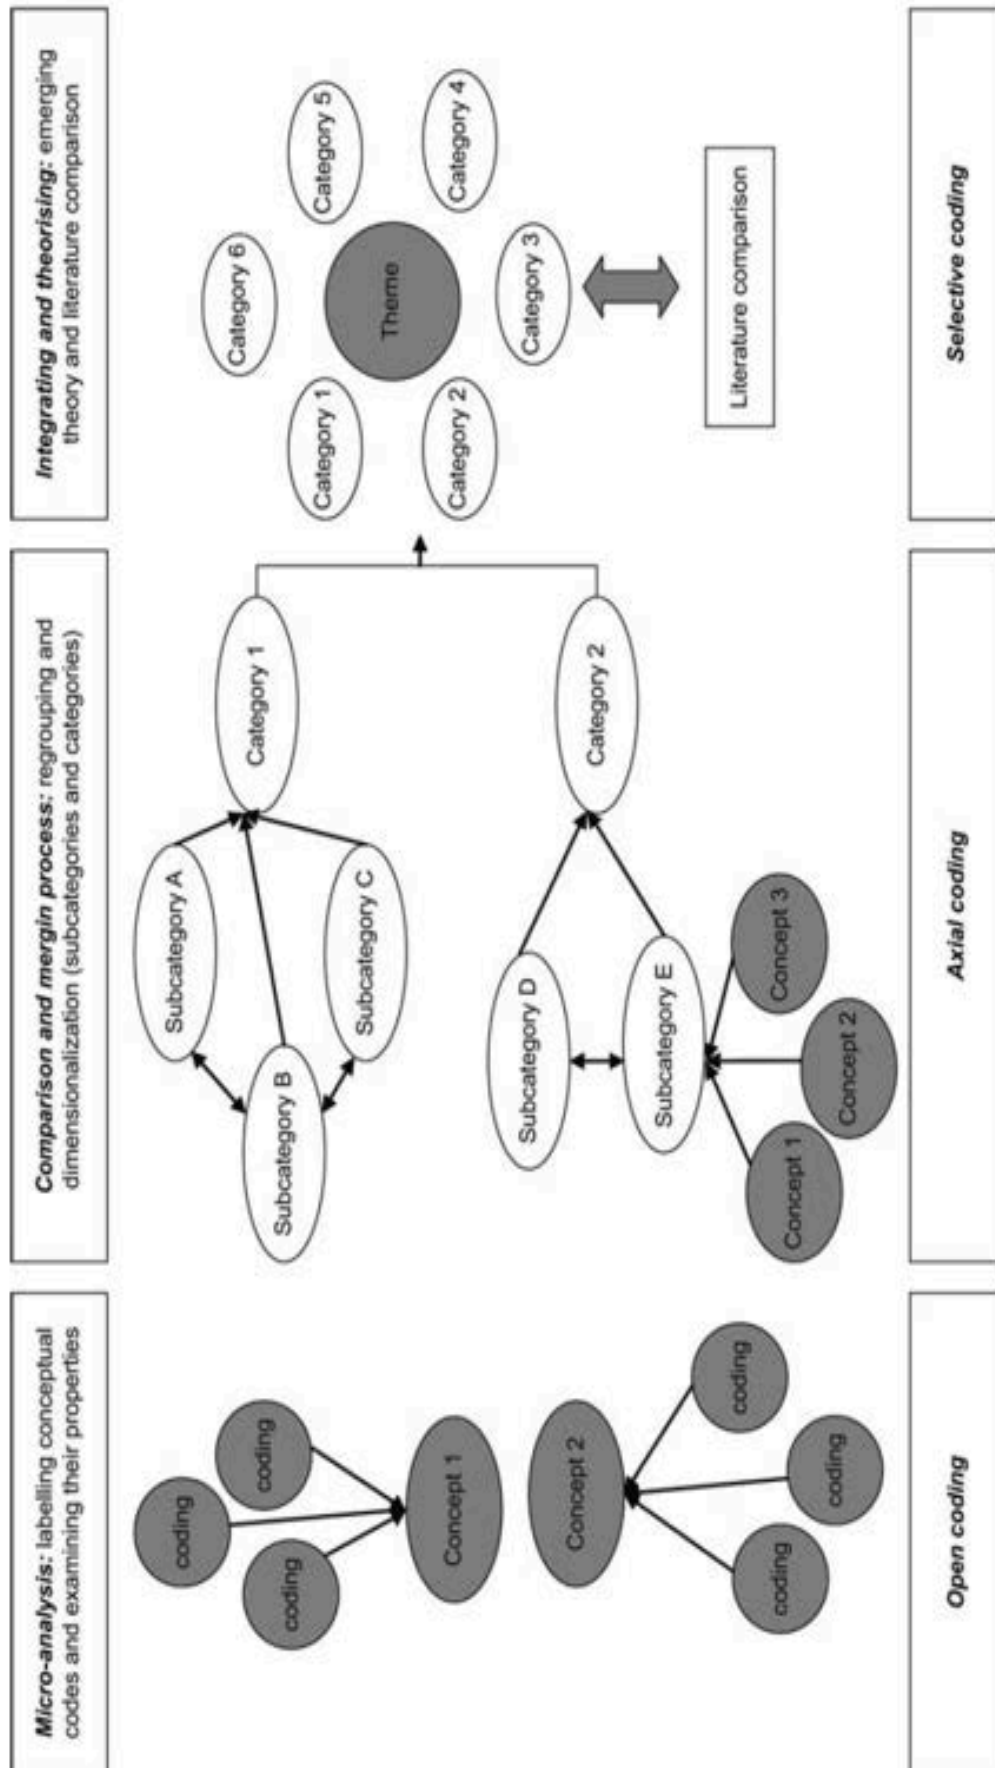 Micro-analysis: labelling conceptual
codes and examining their properties
Comparison and mergin process: regrouping and
dimensionalization (subcategories and categories)
Integrating and theorising: emerging
theory and literature comparison
coding
coding
coding
Concept 1
Concept 2
coding
coding
coding
Subcategory A
Subcategory B
Subcategory C
Category 1
Subcategory D
Subcategory E
Category 2
Concept 1
Concept 2
Concept 3
Category 6
Category 1
Category 5
Theme
Category 2
Category 4
Category 3
Literature comparison
Open coding
Axial coding
Selective coding